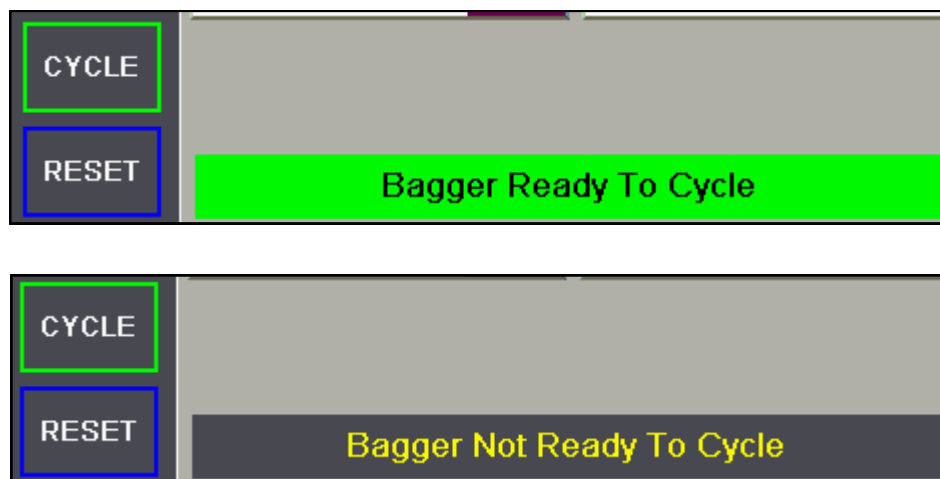 CYCLE
RESET
Bagger Ready To Cycle
CYCLE
RESET
Bagger Not Ready To Cycle